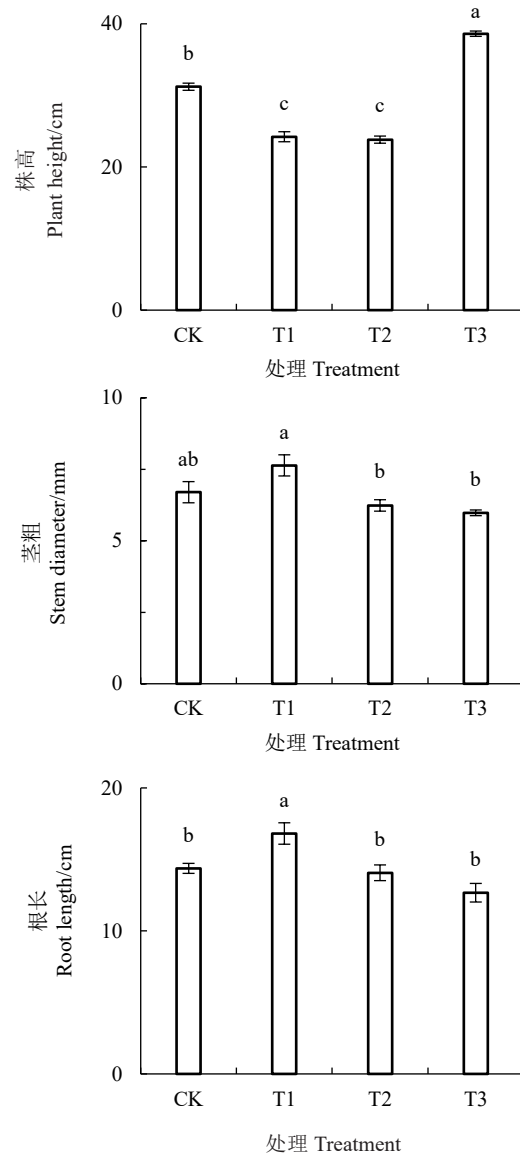 40
20
0
株高
Plant height/cm
b
c
c
a
CK
T1
T2
T3
处理 Treatment
10
5
0
茎粗
Stem diameter/mm
ab
a
b
b
CK
T1
T2
T3
处理 Treatment
20
10
0
根长
Root length/cm
b
a
b
b
CK
T1
T2
T3
处理 Treatment